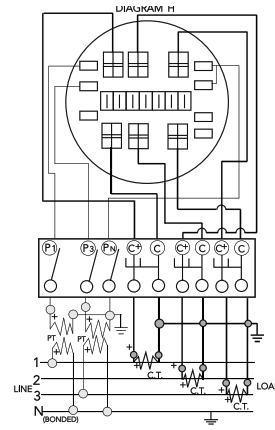 DIAGRAM H
P1 P3 PN C+ C C+ C C+ C
+ +
PT PT
+ +
1
C.T.
2
LINE 3 C.T. LOA
N C.T.
(BONDED)